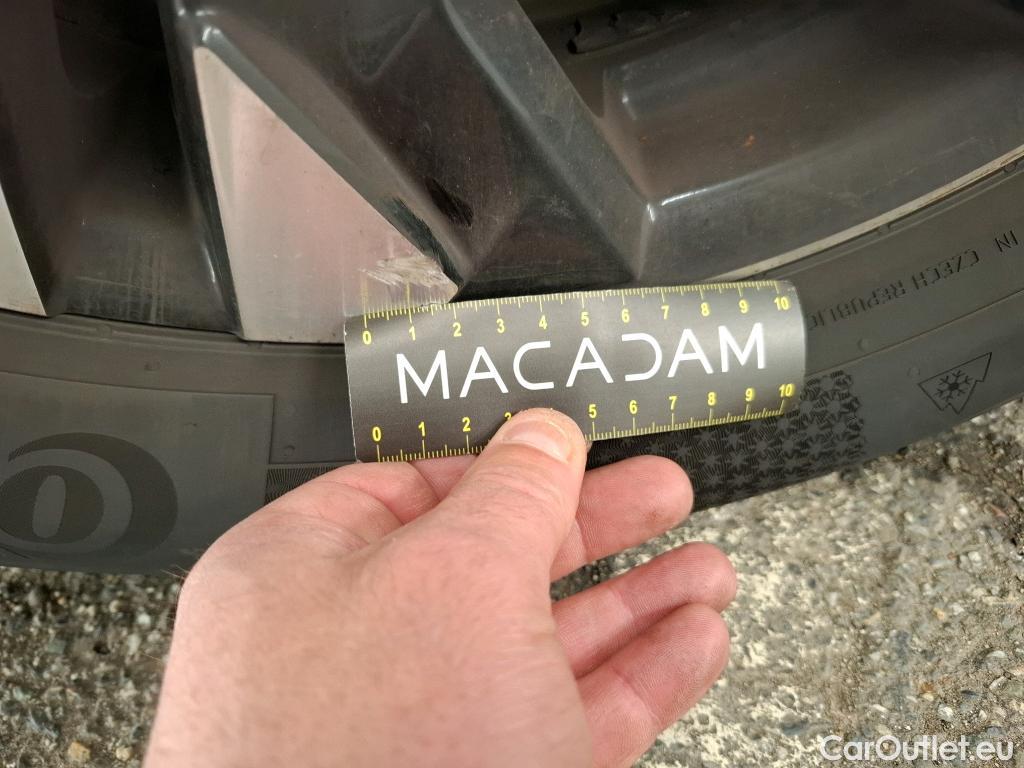 IN CZECH REPUBLIC
0 1 2 3 4 5 6 7 8 9 10
MACADAM
0 1 2 3 5 6 7 8 9 10
CarOutlet.eu